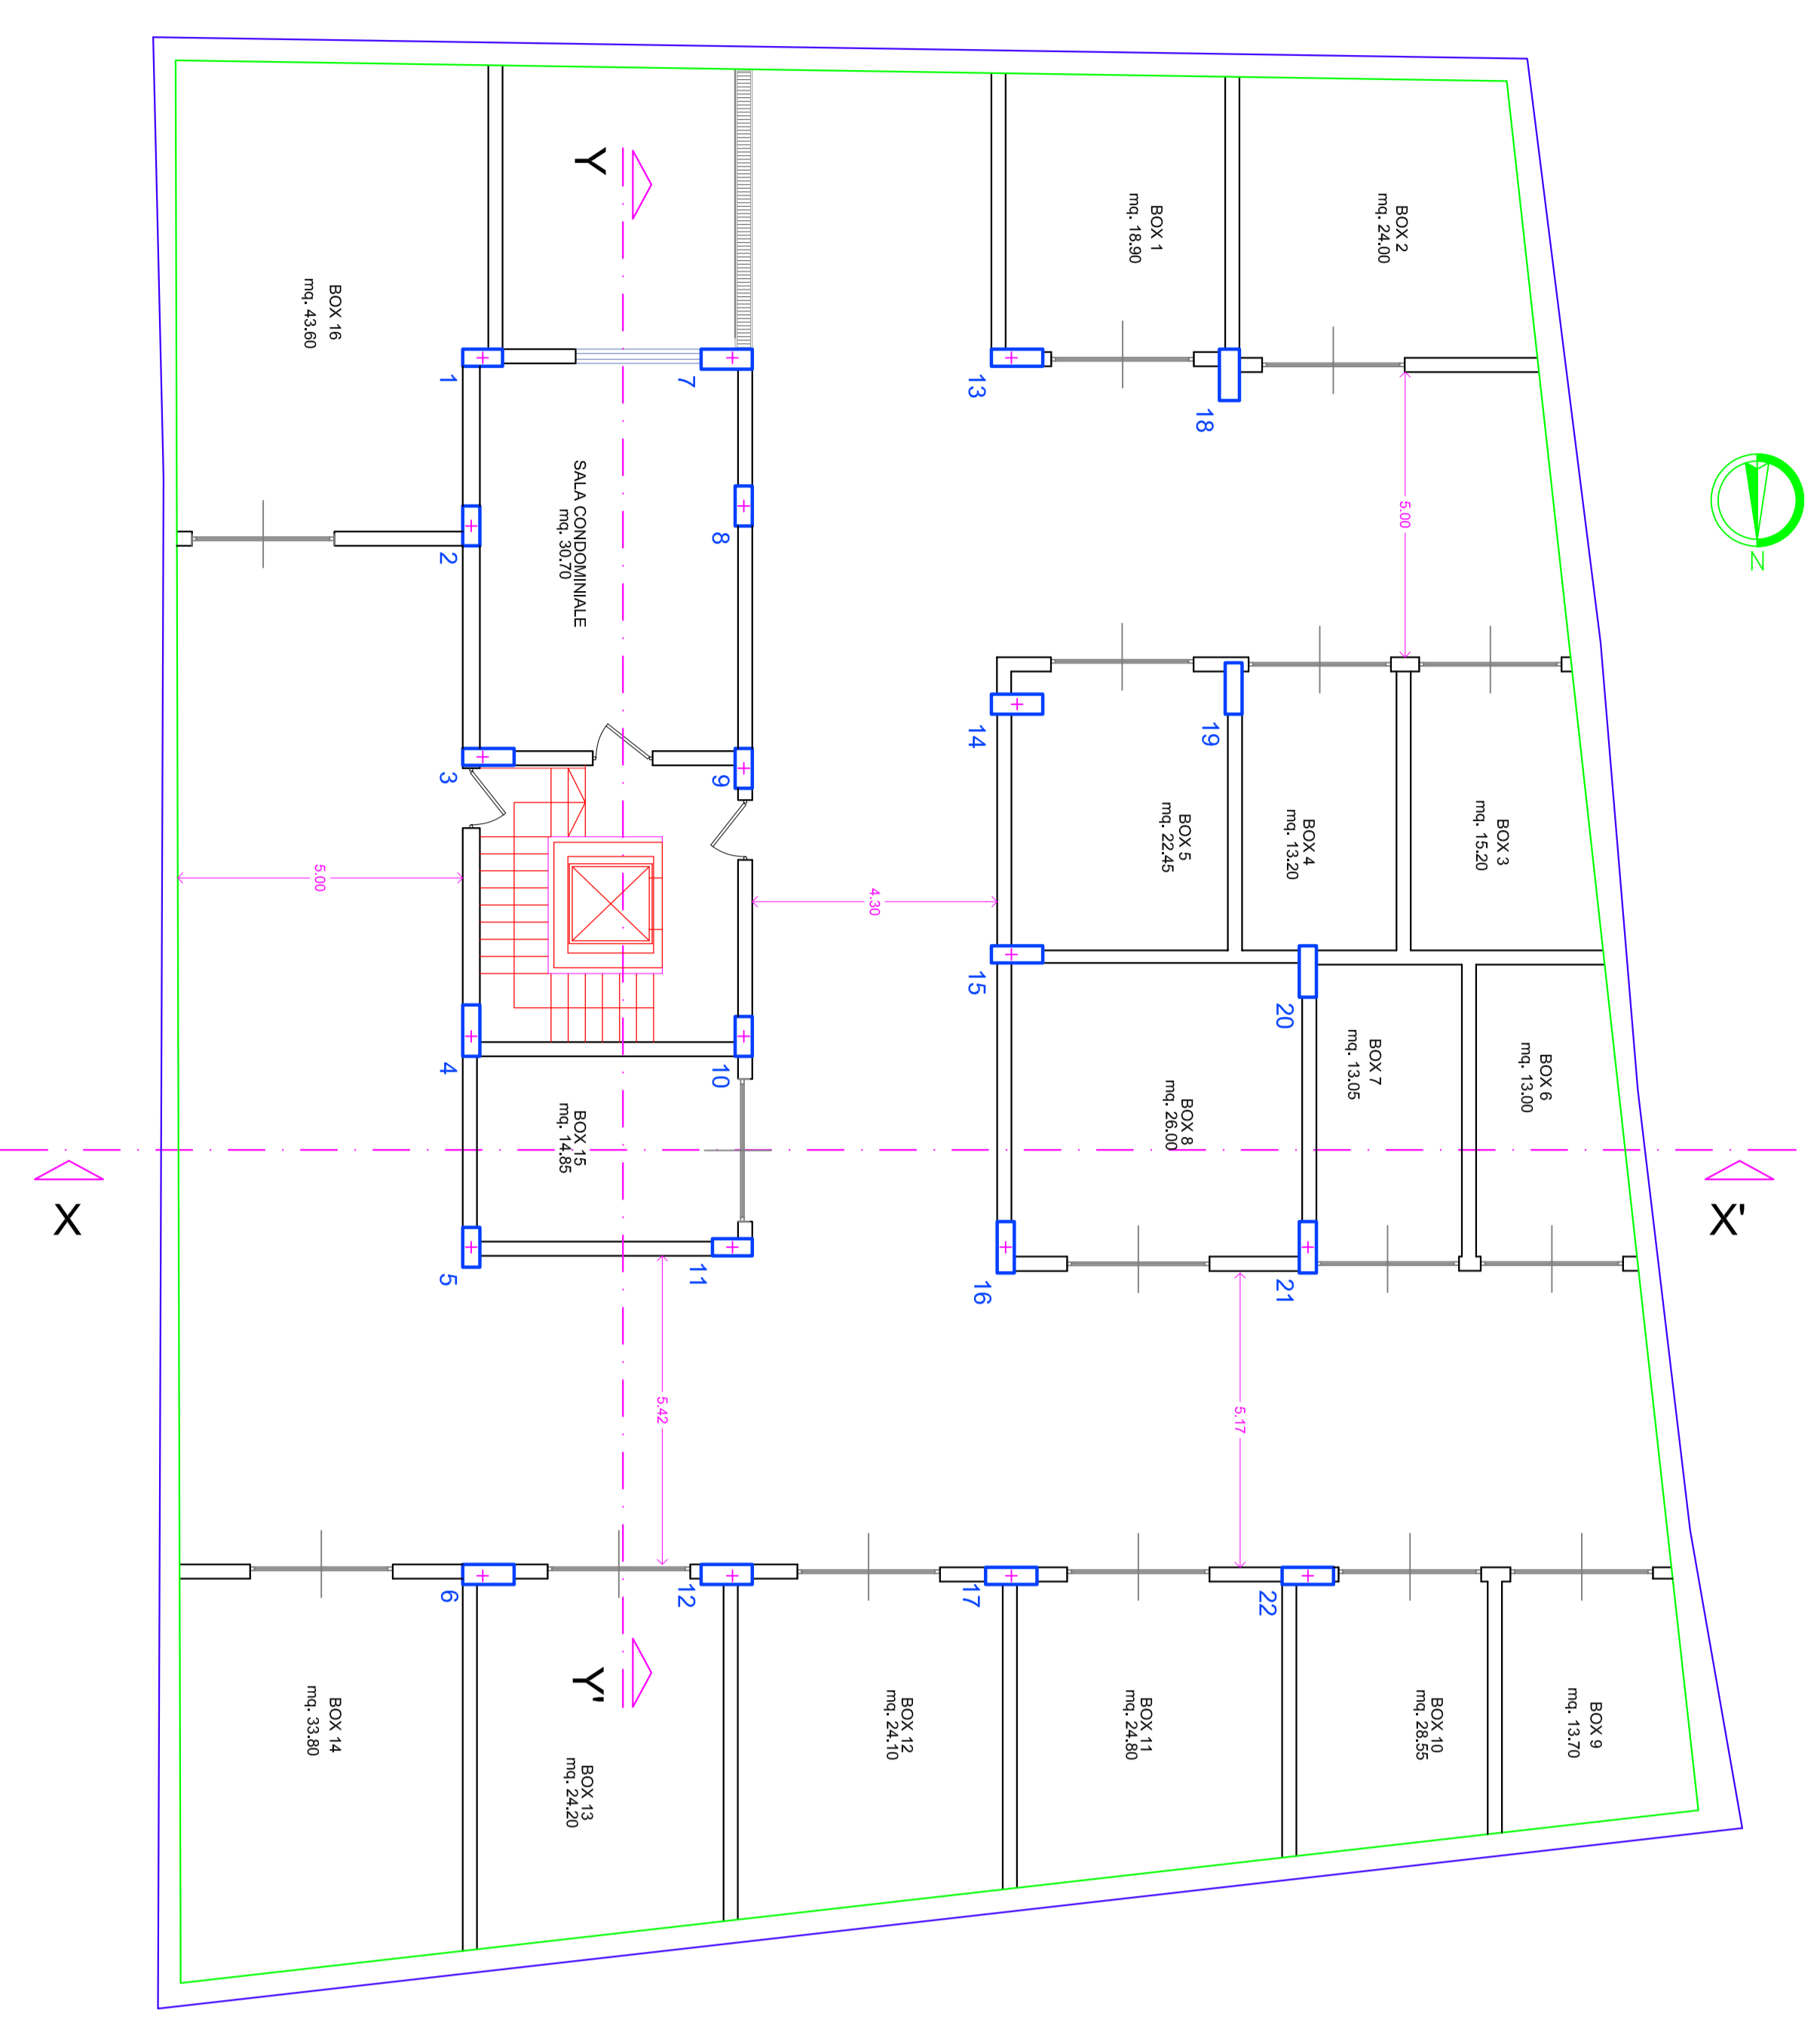 Y
BOX 1
mq. 18.90
BOX 2
mq. 24.00
BOX 16
mq. 43.60
1
7
13
18
SALA CONDOMINIALE
mq. 30.70
2
8
5.00
N
3
9
14
19
BOX 5
mq. 22.45
BOX 4
mq. 13.20
BOX 3
mq. 15.20
5.00
4.30
15
20
4
10
BOX 15
mq. 14.85
BOX 8
mq. 26.00
BOX 7
mq. 13.05
BOX 6
mq. 13.00
X
X'
5
11
16
21
5.42
5.17
6
12
17
22
BOX 14
mq. 33.80
Y'
BOX 13
mq. 24.20
BOX 12
mq. 24.10
BOX 11
mq. 24.80
BOX 10
mq. 28.55
BOX 9
mq. 13.70